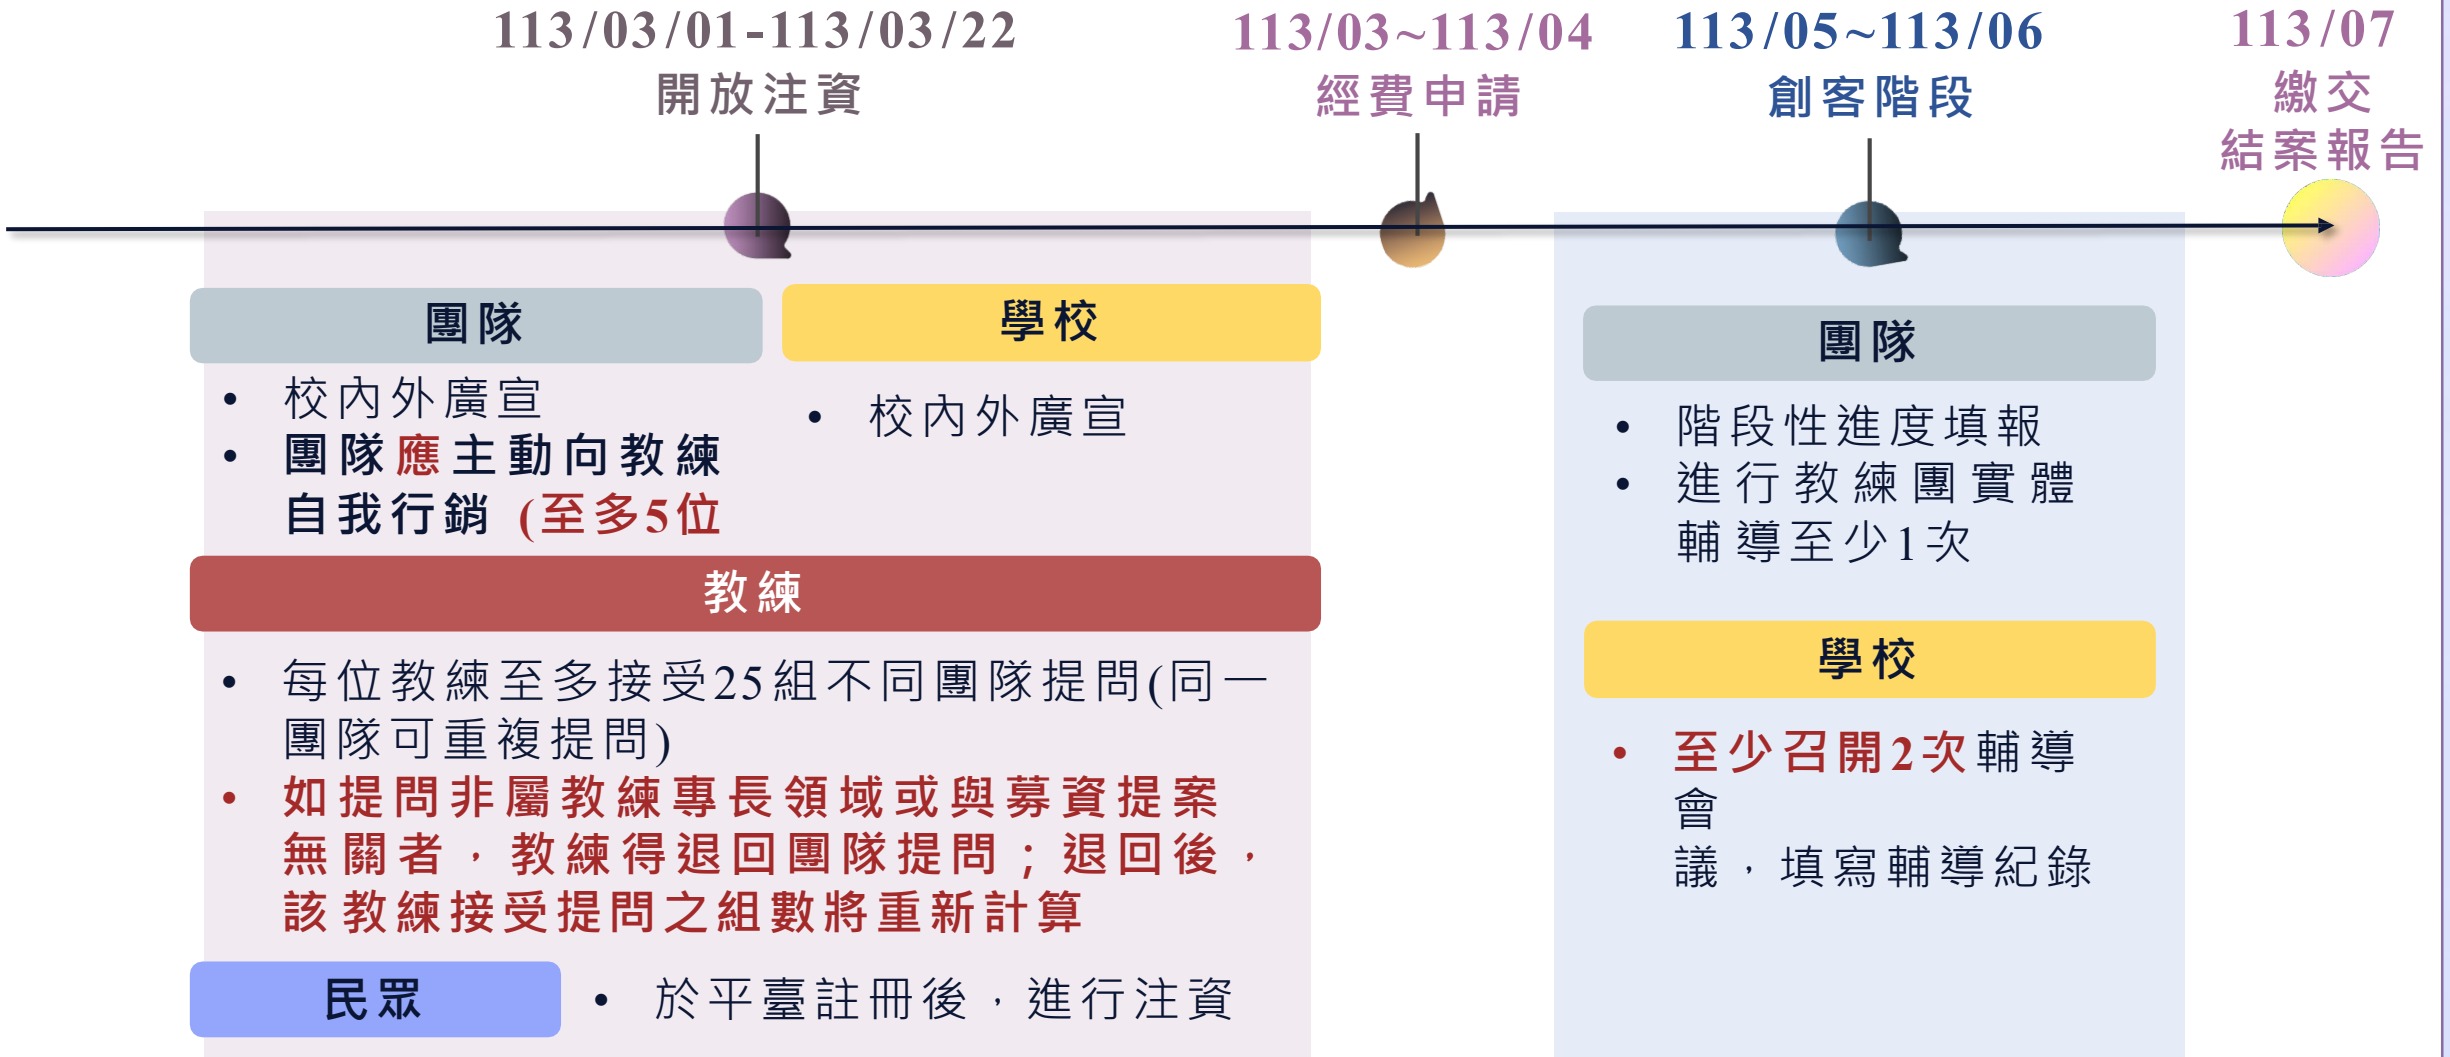 113/03/01-113/03/22
開放注資
113/03~113/04
經費申請
113/05~113/06
創客階段
113/07
繳交
結案報告
團隊
• 校內外廣宣
• 團隊應主動向教練
自我行銷 (至多5位
學校
• 校內外廣宣
教練
• 每位教練至多接受25組不同團隊提問(同一
團隊可重複提問)
• 如提問非屬教練專長領域或與募資提案
無關者，教練得退回團隊提問；退回後，
該教練接受提問之組數將重新計算
民眾
• 於平臺註冊後，進行注資
團隊
• 階段性進度填報
• 進行教練團實體
輔導至少1次
學校
• 至少召開2次輔導
會
議，填寫輔導紀錄